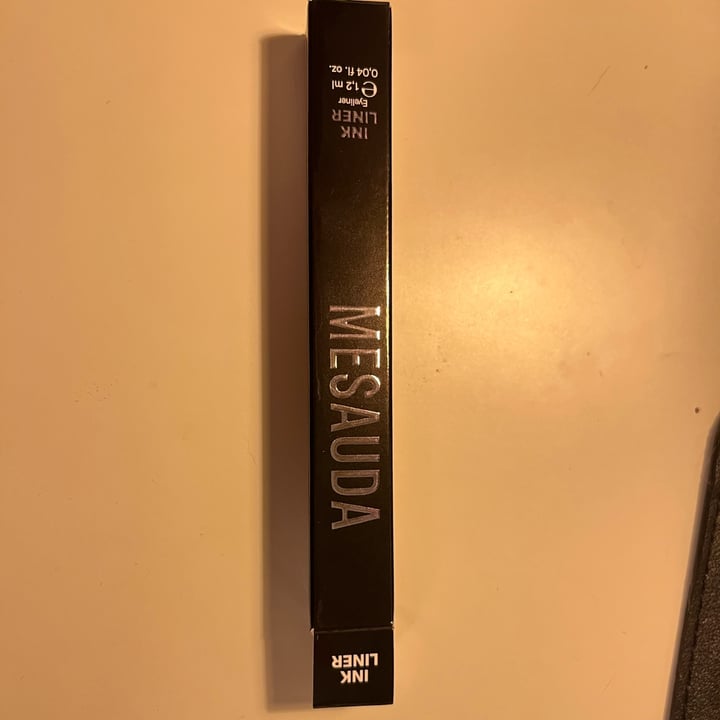 INK
LINER
MESAUDA
INK
LINER
Eyeliner
℮ 1,2 ml
0,04 fl. oz.